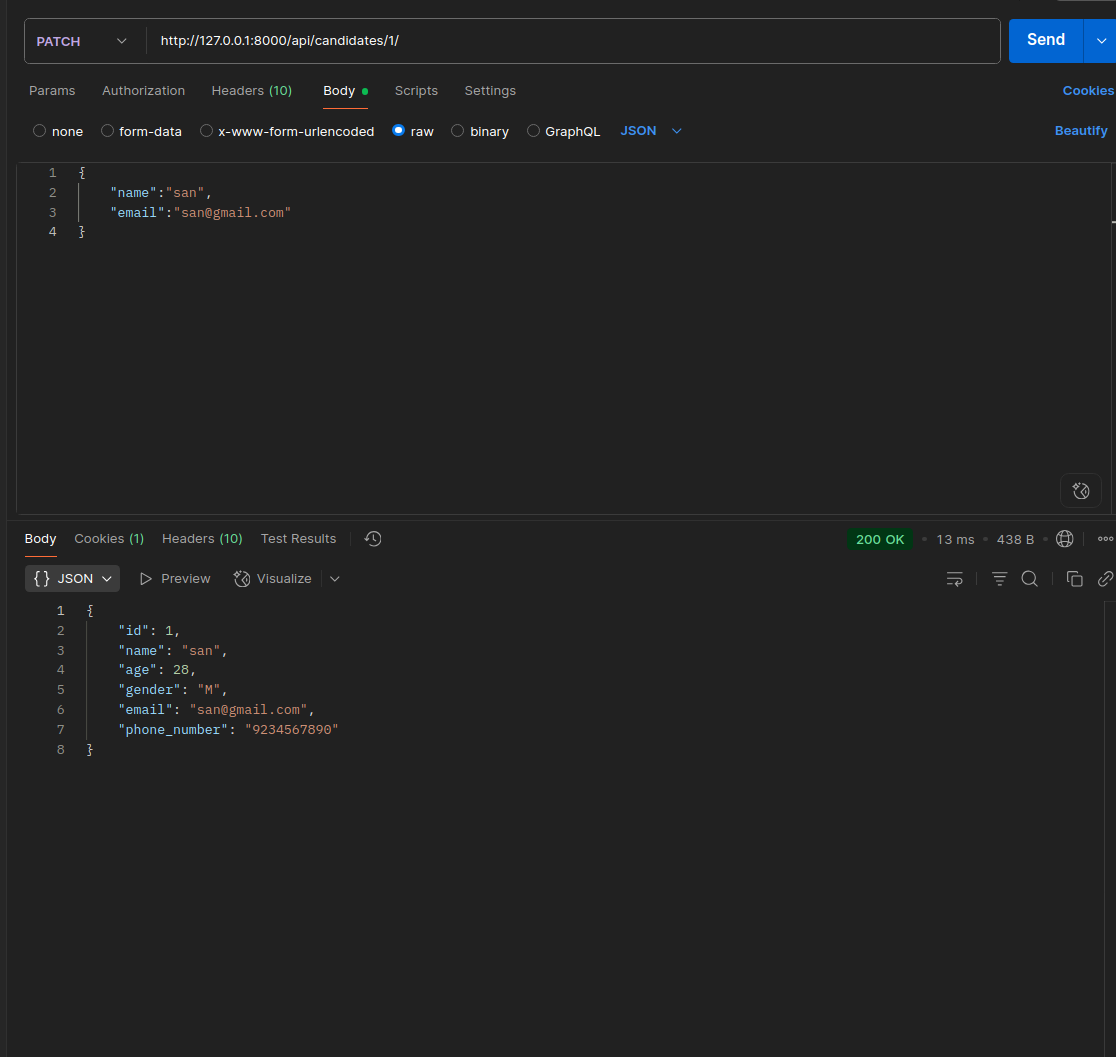 PATCH http://127.0.0.1:8000/api/candidates/1/ Send
Params Authorization Headers (10) Body Scripts Settings Cookies
none form-data x-www-form-urlencoded raw binary GraphQL JSON Beautify
1 {
2 "name":"san",
3 "email":"san@gmail.com"
4 }
Body Cookies (1) Headers (10) Test Results 200 OK 13 ms 438 B
{} JSON Preview Visualize
1 {
2 "id": 1,
3 "name": "san",
4 "age": 28,
5 "gender": "M",
6 "email": "san@gmail.com",
7 "phone_number": "9234567890"
8 }